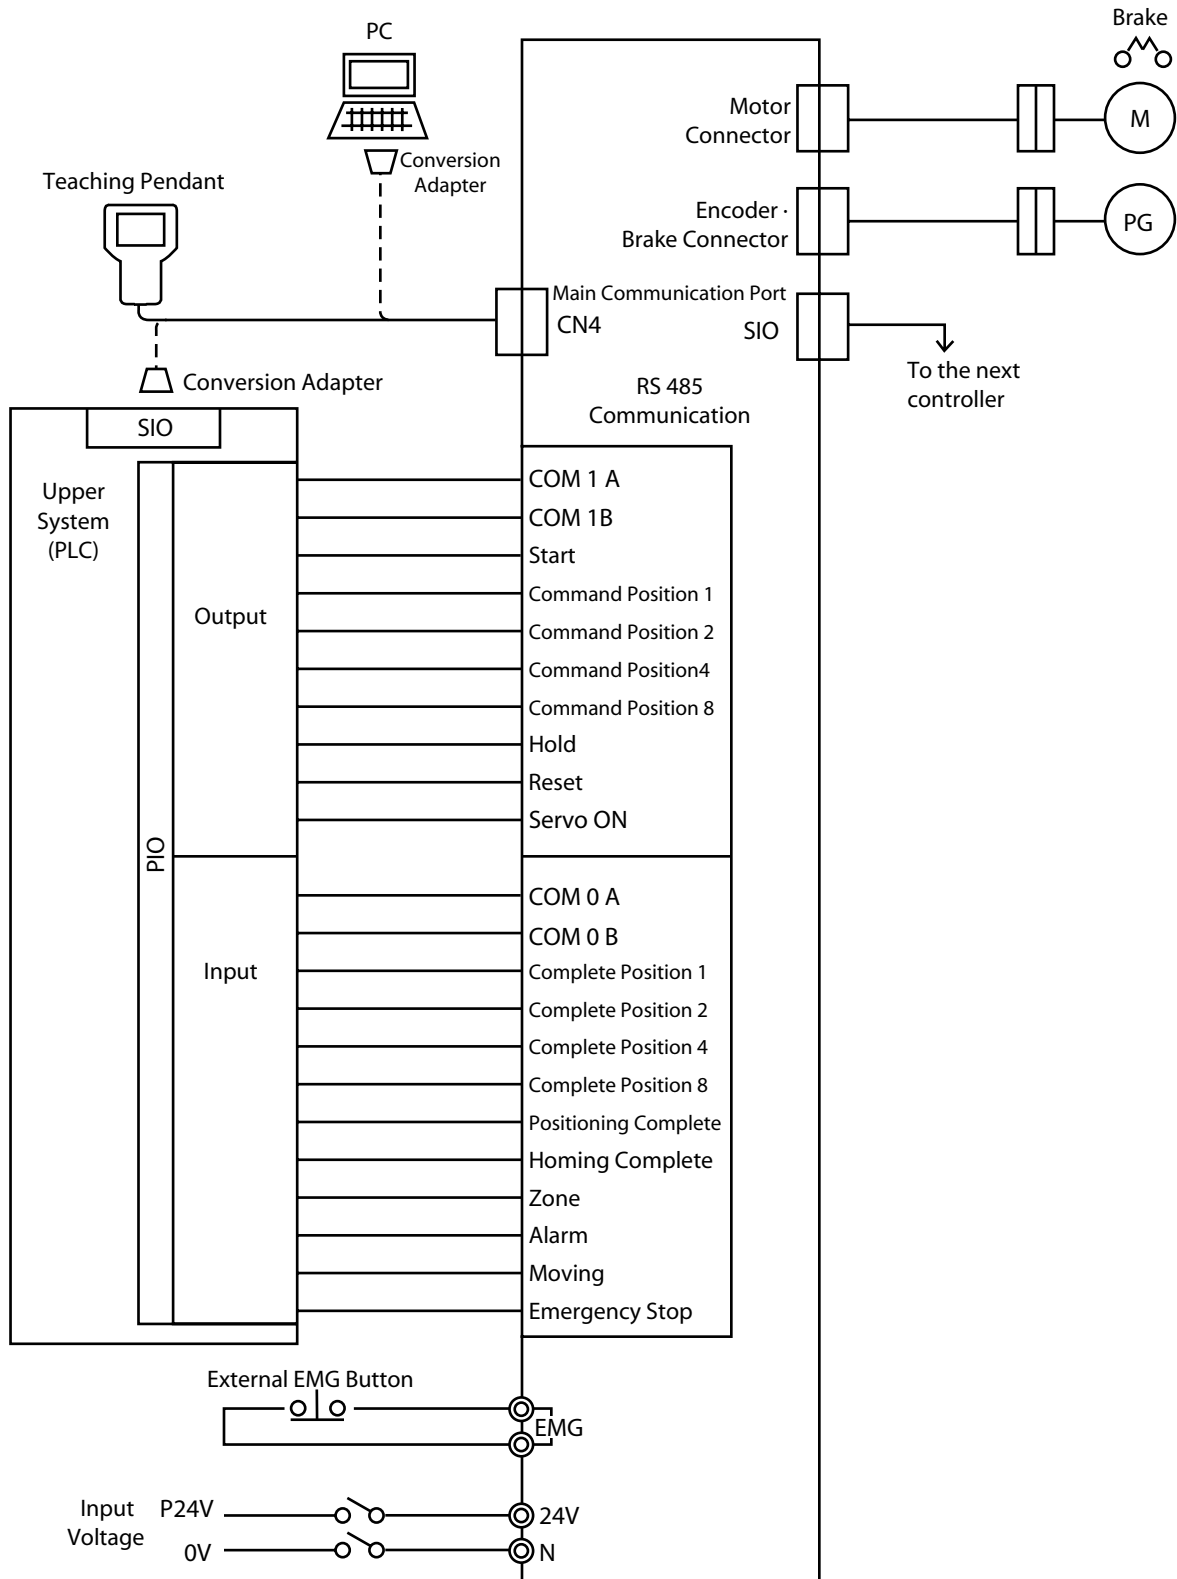 Brake
PC
Motor
Connector
M
Conversion
Adapter
Teaching Pendant
Encoder ·
Brake Connector
PG
Main Communication Port
CN4
SIO
To the next
controller
Conversion Adapter
RS 485
Communication
SIO
Upper
System
(PLC)
PIO
Output
COM 1 A
COM 1B
Start
Command Position 1
Command Position 2
Command Position4
Command Position 8
Hold
Reset
Servo ON
Input
COM 0 A
COM 0 B
Complete Position 1
Complete Position 2
Complete Position 4
Complete Position 8
Positioning Complete
Homing Complete
Zone
Alarm
Moving
Emergency Stop
External EMG Button
EMG
Input
Voltage
P24V
24V
0V
N